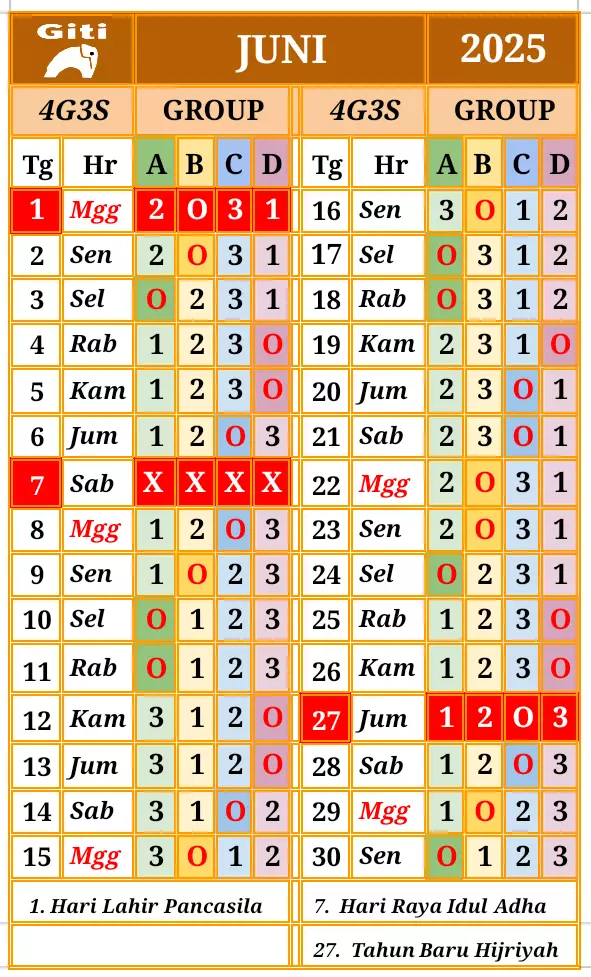 Giti JUNI 2025
4G3S GROUP 4G3S GROUP
Tg Hr A B C D Tg Hr A B C D
1 Mgg 2 O 3 1 16 Sen 3 O 1 2
2 Sen 2 O 3 1 17 Sel O 3 1 2
3 Sel O 2 3 1 18 Rab O 3 1 2
4 Rab 1 2 3 O 19 Kam 2 3 1 O
5 Kam 1 2 3 O 20 Jum 2 3 O 1
6 Jum 1 2 O 3 21 Sab 2 3 O 1
7 Sab X X X X 22 Mgg 2 O 3 1
8 Mgg 1 2 O 3 23 Sen 2 O 3 1
9 Sen 1 O 2 3 24 Sel O 2 3 1
10 Sel O 1 2 3 25 Rab 1 2 3 O
11 Rab O 1 2 3 26 Kam 1 2 3 O
12 Kam 3 1 2 O 27 Jum 1 2 O 3
13 Jum 3 1 2 O 28 Sab 1 2 O 3
14 Sab 3 1 O 2 29 Mgg 1 O 2 3
15 Mgg 3 O 1 2 30 Sen O 1 2 3
1. Hari Lahir Pancasila 7. Hari Raya Idul Adha
27. Tahun Baru Hijriyah